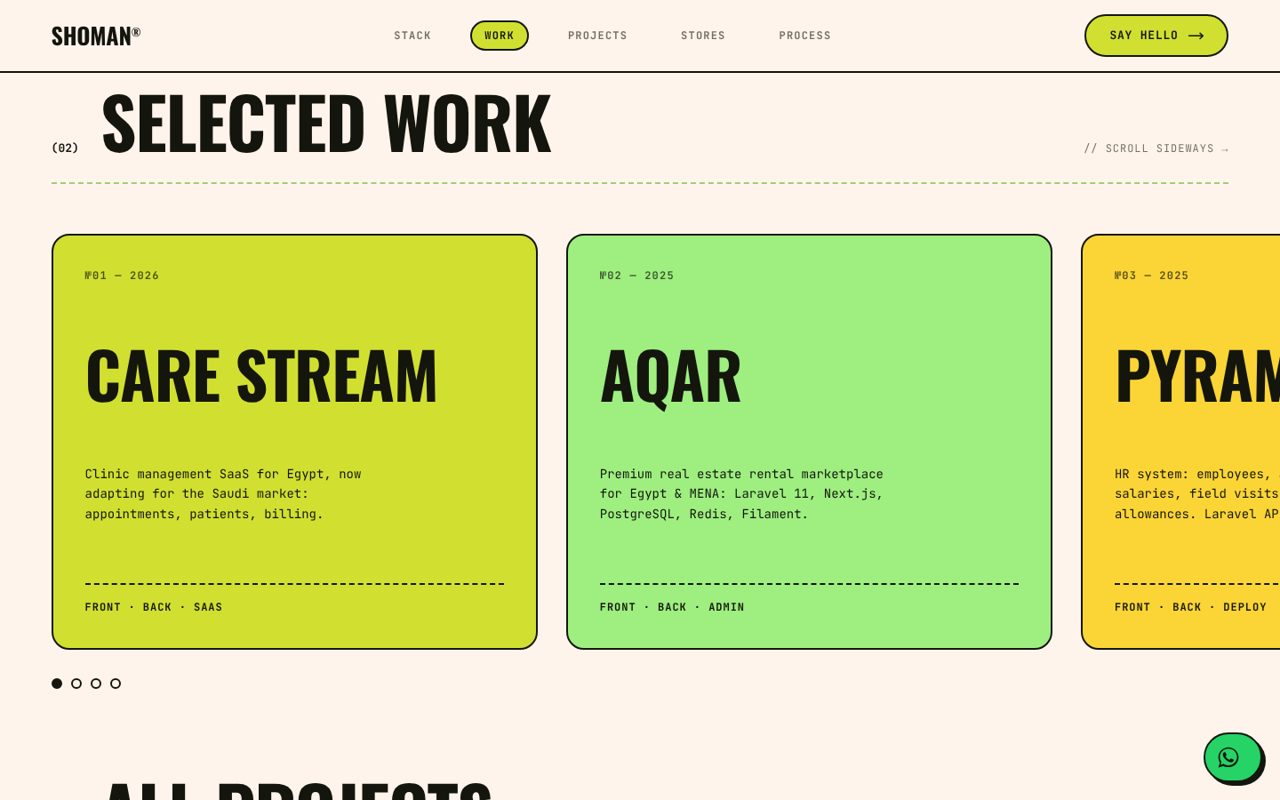 SHOMAN®
STACK
WORK
PROJECTS
STORES
PROCESS
SAY HELLO →
(02)
SELECTED WORK
// SCROLL SIDEWAYS →
№01 — 2026
CARE STREAM
Clinic management SaaS for Egypt, now
adapting for the Saudi market:
appointments, patients, billing.
FRONT · BACK · SAAS
№02 — 2025
AQAR
Premium real estate rental marketplace
for Egypt & MENA: Laravel 11, Next.js,
PostgreSQL, Redis, Filament.
FRONT · BACK · ADMIN
№03 — 2025
PYRAM
HR system: employees,
salaries, field visits
allowances. Laravel AP
FRONT · BACK · DEPLOY
ALL PROJECTS